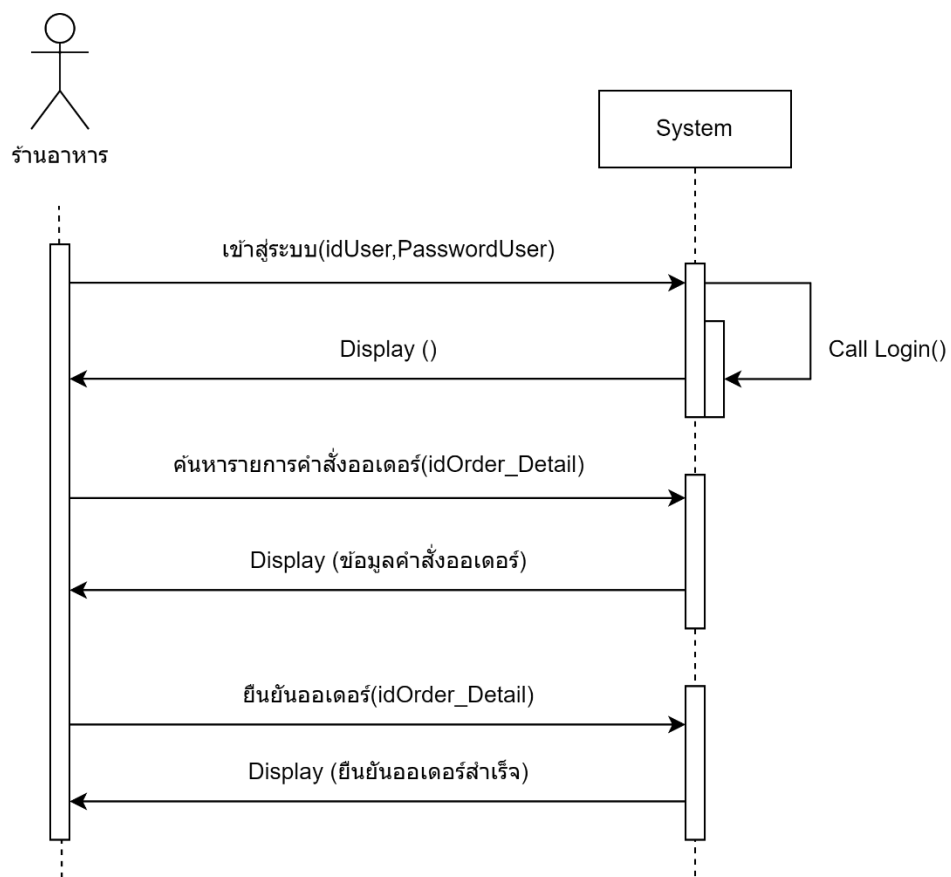 ร้านอาหาร
System
เข้าสู่ระบบ(idUser,PasswordUser)
Display ()
Call Login()
ค้นหารายการคำสั่งออเดอร์(idOrder_Detail)
Display (ข้อมูลคำสั่งออเดอร์)
ยืนยันออเดอร์(idOrder_Detail)
Display (ยืนยันออเดอร์สำเร็จ)